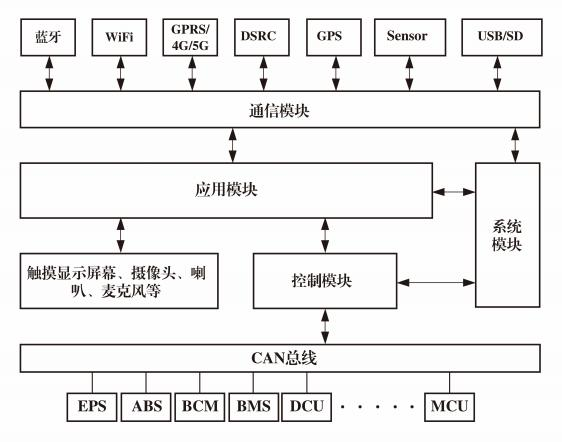 蓝牙
WiFi
GPRS/
4G/5G
DSRC
GPS
Sensor
USB/SD
通信模块
应用模块
系统
模块
触摸显示屏幕、摄像头、喇
叭、麦克风等
控制模块
CAN总线
EPS
ABS
BCM
BMS
DCU
· · · · · ·
MCU